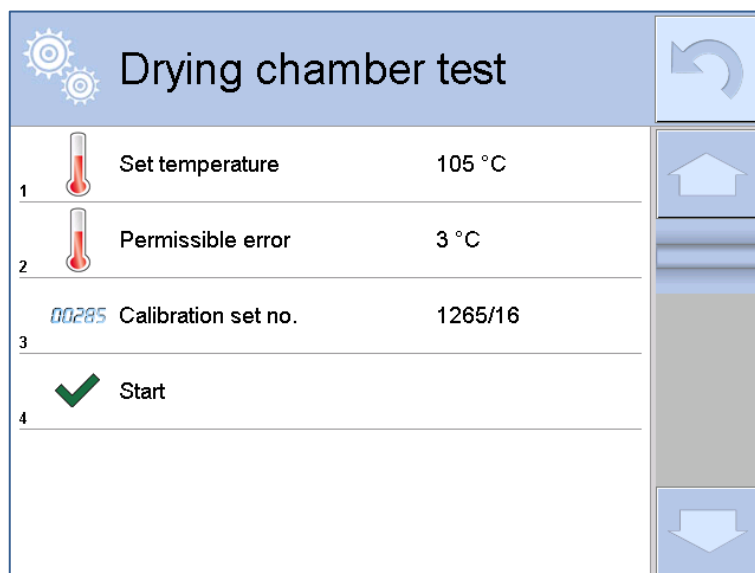 Drying chamber test
1 Set temperature 105 °C
2 Permissible error 3 °C
3 00285 Calibration set no. 1265/16
4 Start